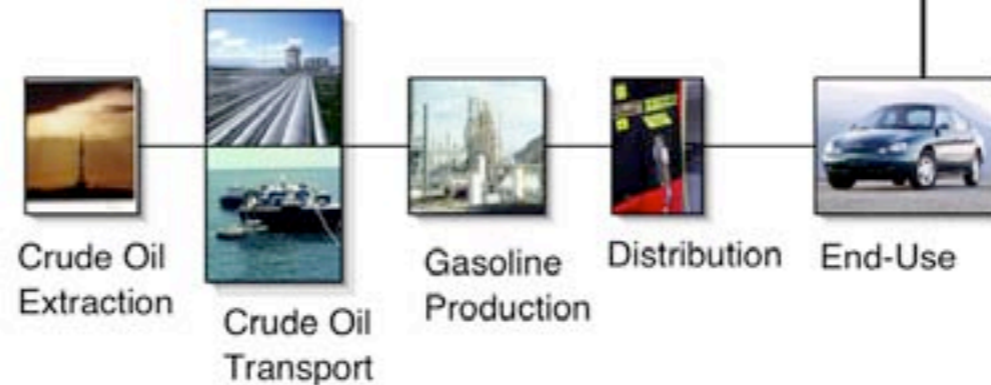 Crude Oil
Extraction
Crude Oil
Transport
Gasoline
Production
Distribution
End-Use